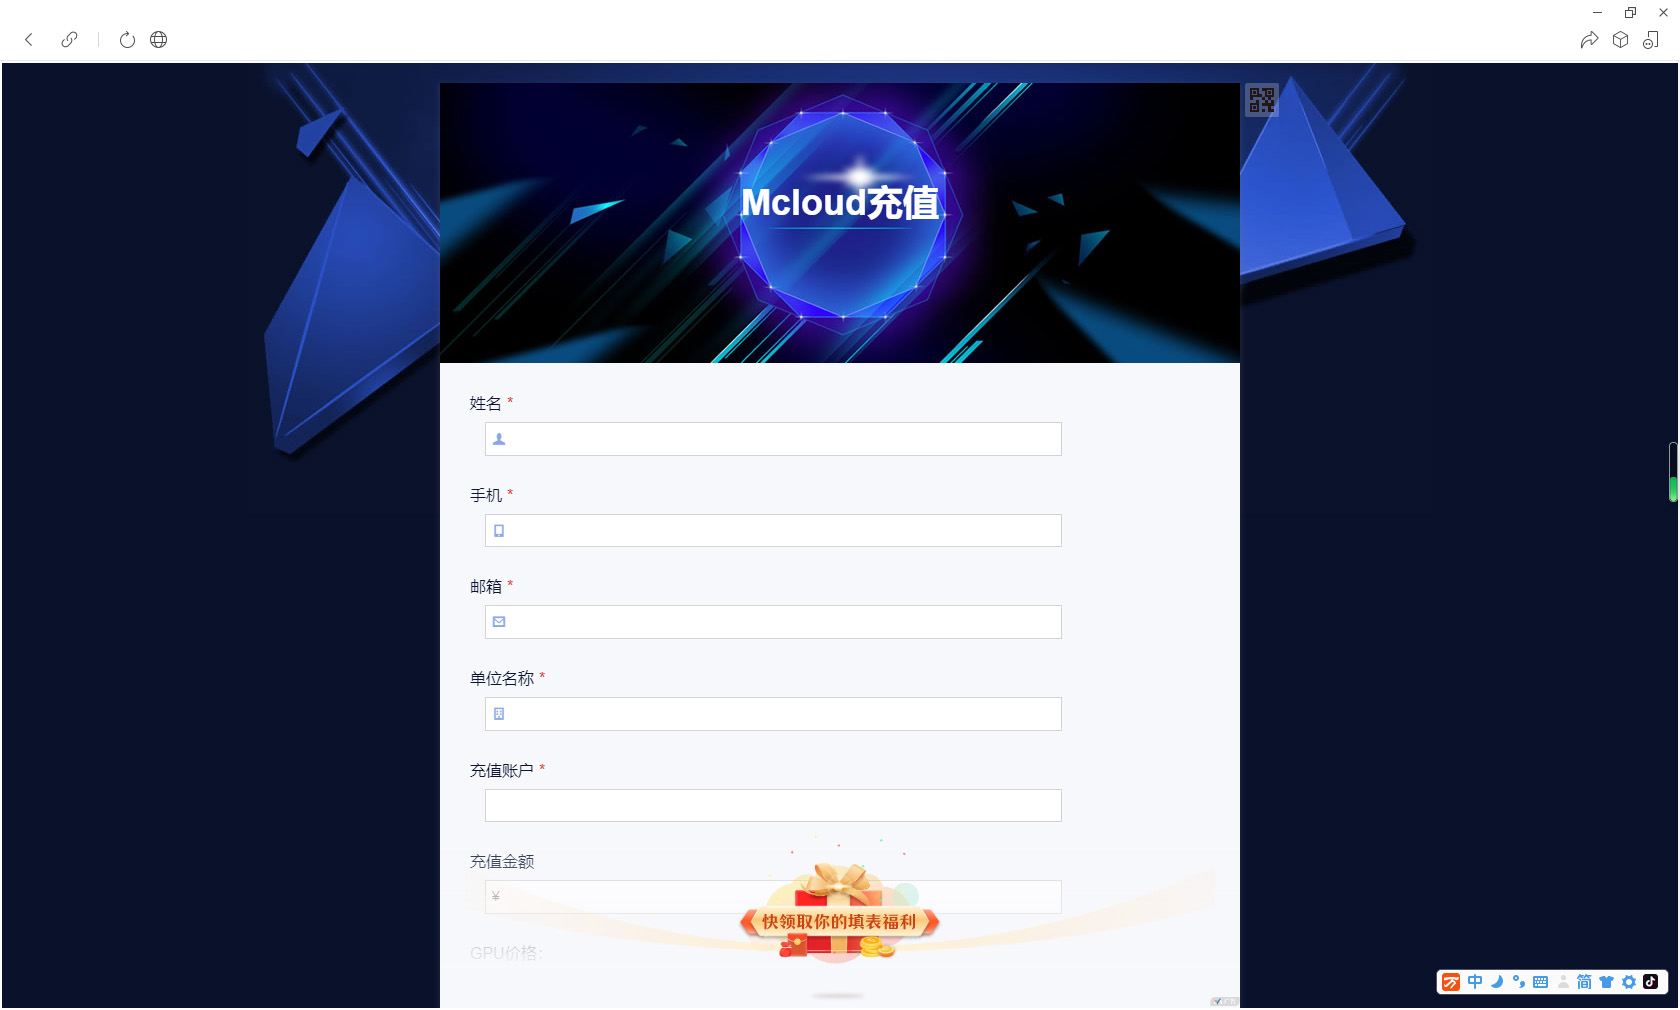 Mcloud充值
姓名 *
手机 *
邮箱 *
单位名称 *
充值账户 *
充值金额
¥
快领取你的填表福利
GPU价格:
中
简